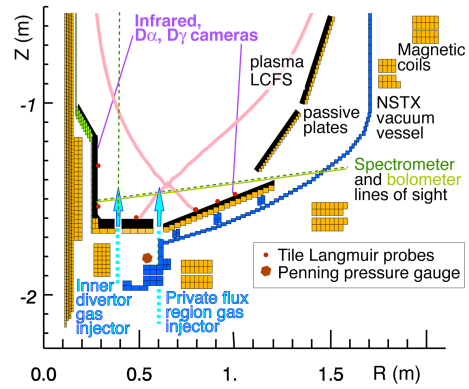 Z (m)
Infrared,
Dα, Dγ cameras
plasma
LCFS
Magnetic
coils
-1
passive
plates
NSTX
vacuum
vessel
Spectrometer
and bolometer
lines of sight
Tile Langmuir probes
Penning pressure gauge
-2
Inner
divertor
gas
injector
Private flux
region gas
injector
0.0
0.5
1.
1.5
R (m)